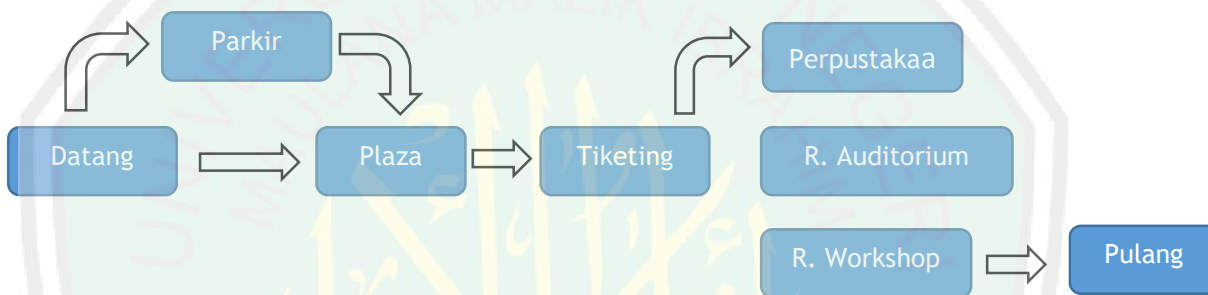 Parkir
Perpustakaa
Datang
Plaza
Tiketing
R. Auditorium
R. Workshop
Pulang